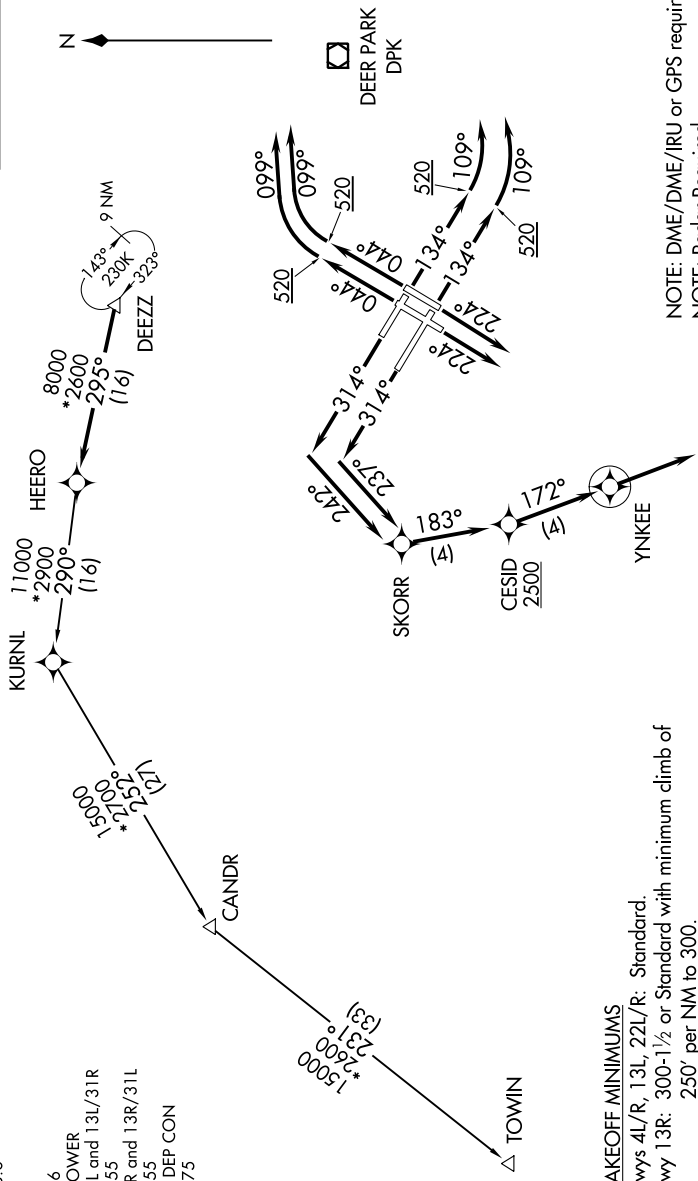 N
DEER PARK
DPK
143°
230K
323°
9 NM
DEEZZ
8000
*2600
295°
(16)
HEERO
11000
*2900
290°
(16)
KURNL
15000
*2700
252°
(27)
CANDR
15000
*2600
231°
(33)
TOWIN
099°
099°
520
520
044°
044°
134°
134°
109°
109°
520
520
224°
224°
314°
314°
242°
237°
SKORR
183°
(4)
CESID
2500
172°
(4)
YNKEE
6
OWER
L and 13L/31R
55
R and 13R/31L
55
DEP CON
75
NOTE: DME/DME/IRU or GPS requir
NOTE: Radar Required
AKEOFF MINIMUMS
wys 4L/R, 13L, 22L/R: Standard.
wy 13R: 300-1½ or Standard with minimum climb of
250' per NM to 300.